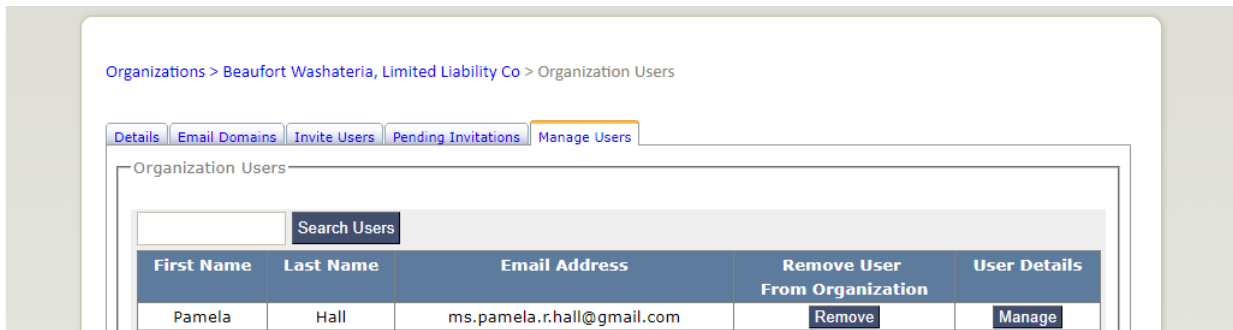 Organizations > Beaufort Washateria, Limited Liability Co > Organization Users
Details Email Domains Invite Users Pending Invitations Manage Users
Organization Users
Search Users
First Name Last Name Email Address Remove User From Organization User Details
Pamela Hall ms.pamela.r.hall@gmail.com Remove Manage